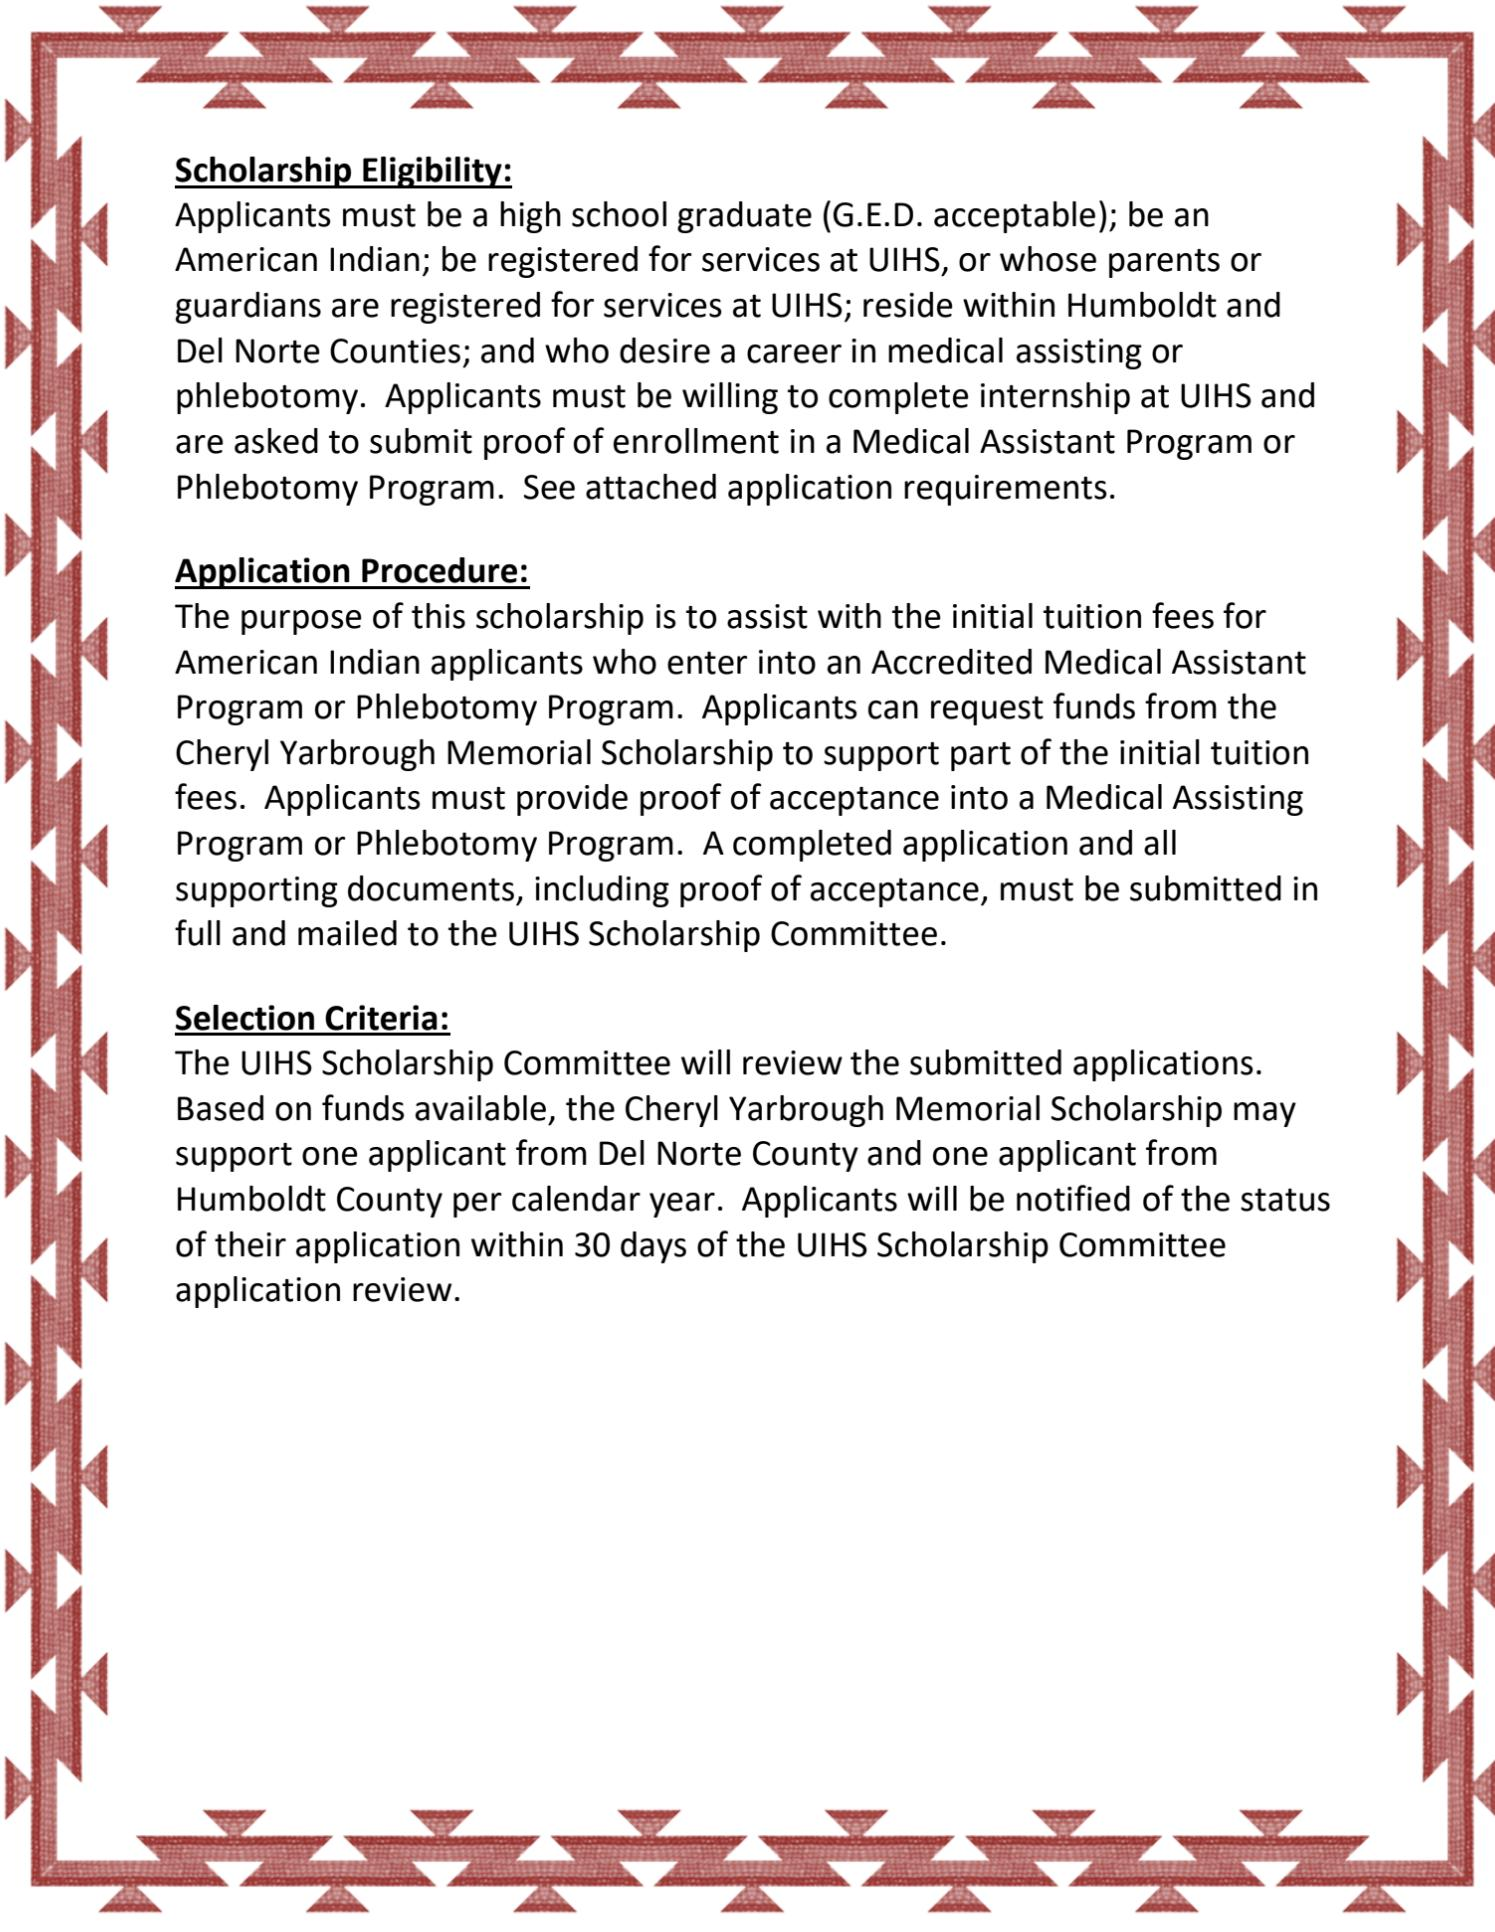 Scholarship Eligibility:
Applicants must be a high school graduate (G.E.D. acceptable); be an
American Indian; be registered for services at UIHS, or whose parents or
guardians are registered for services at UIHS; reside within Humboldt and
Del Norte Counties; and who desire a career in medical assisting or
phlebotomy.  Applicants must be willing to complete internship at UIHS and
are asked to submit proof of enrollment in a Medical Assistant Program or
Phlebotomy Program.  See attached application requirements.
Application Procedure:
The purpose of this scholarship is to assist with the initial tuition fees for
American Indian applicants who enter into an Accredited Medical Assistant
Program or Phlebotomy Program.  Applicants can request funds from the
Cheryl Yarbrough Memorial Scholarship to support part of the initial tuition
fees.  Applicants must provide proof of acceptance into a Medical Assisting
Program or Phlebotomy Program.  A completed application and all
supporting documents, including proof of acceptance, must be submitted in
full and mailed to the UIHS Scholarship Committee.
Selection Criteria:
The UIHS Scholarship Committee will review the submitted applications.
Based on funds available, the Cheryl Yarbrough Memorial Scholarship may
support one applicant from Del Norte County and one applicant from
Humboldt County per calendar year.  Applicants will be notified of the status
of their application within 30 days of the UIHS Scholarship Committee
application review.